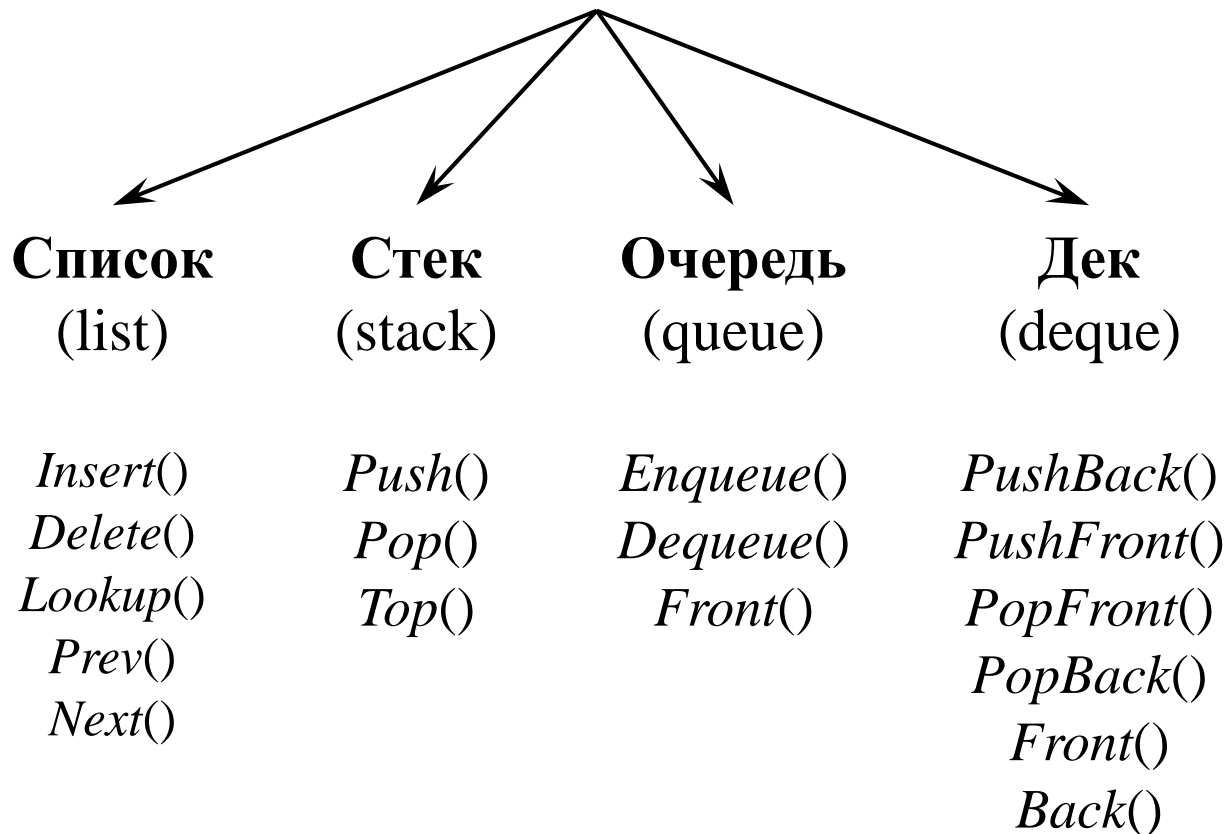 Список
(list)
Insert()
Delete()
Lookup()
Prev()
Next()
Стек
(stack)
Push()
Pop()
Top()
Очередь
(queue)
Enqueue()
Dequeue()
Front()
Дек
(deque)
PushBack()
PushFront()
PopFront()
PopBack()
Front()
Back()